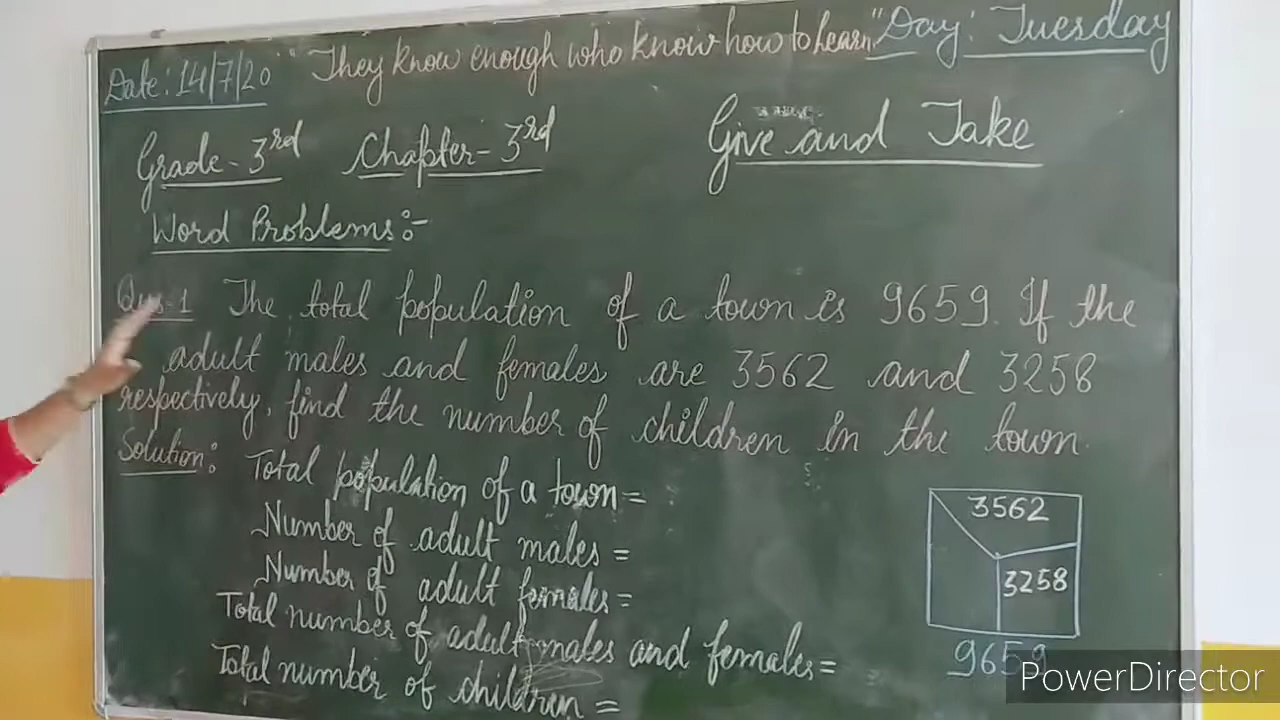 Date: 14/7/20 "They know enough who know how to learn" Day: Tuesday
Grade-3rd Chapter-3rd Give and Take
Word Problems:-
Ques-1 The total population of a town is 9659. If the
adult males and females are 3562 and 3258
respectively, find the number of children in the town.
Solution:
Total population of a town =
Number of adult males =
Number of adult females =
Total number of adult males and females =
Total number of children =
3562
3258
9659
PowerDirector